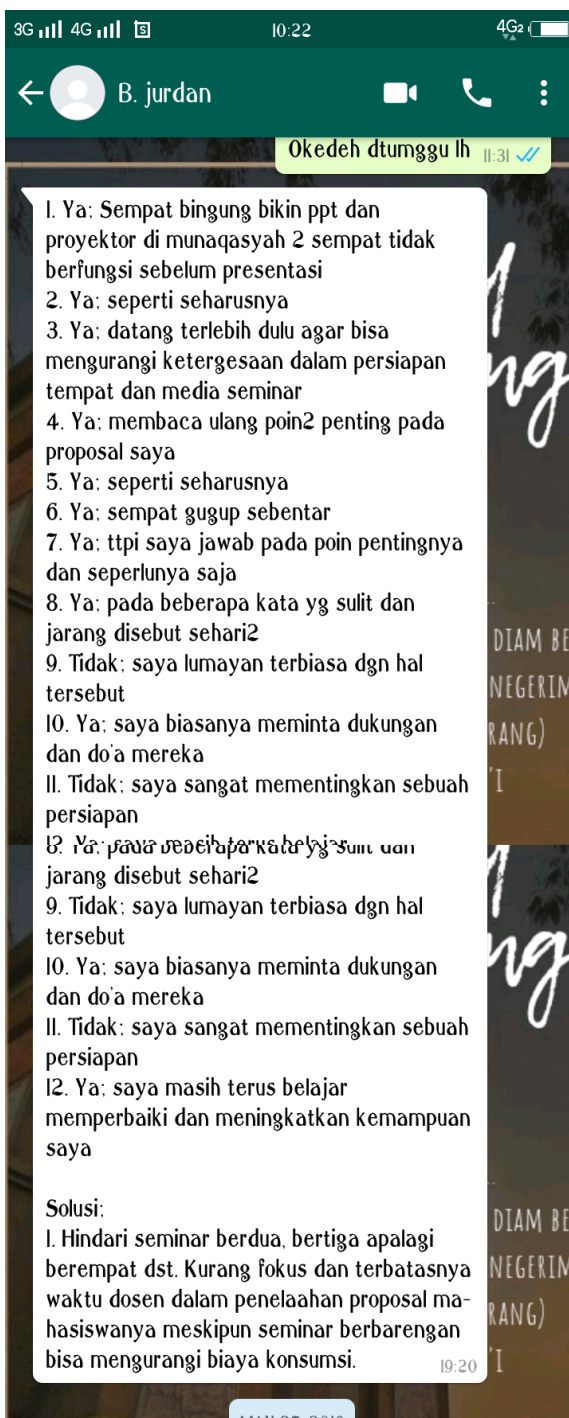 3G 4G 10:22 4G2
B. jurdan
Okedeh dtumggu lh 11:31
1. Ya; Sempat bingung bikin ppt dan
proyektor di munaqasyah 2 sempat tidak
berfungsi sebelum presentasi
2. Ya; seperti seharusnya
3. Ya; datang terlebih dulu agar bisa
mengurangi ketergesaan dalam persiapan
tempat dan media seminar
4. Ya; membaca ulang poin2 penting pada
proposal saya
5. Ya; seperti seharusnya
6. Ya; sempat gugup sebentar
7. Ya; ttpi saya jawab pada poin pentingnya
dan seperlunya saja
8. Ya; pada beberapa kata yg sulit dan
jarang disebut sehari2
9. Tidak; saya lumayan terbiasa dgn hal
tersebut
10. Ya; saya biasanya meminta dukungan
dan do'a mereka
11. Tidak; saya sangat mementingkan sebuah
persiapan
jarang disebut sehari2
9. Tidak; saya lumayan terbiasa dgn hal
tersebut
10. Ya; saya biasanya meminta dukungan
dan do'a mereka
11. Tidak; saya sangat mementingkan sebuah
persiapan
12. Ya; saya masih terus belajar
memperbaiki dan meningkatkan kemampuan
saya
Solusi;
1. Hindari seminar berdua, bertiga apalagi
berempat dst. Kurang fokus dan terbatasnya
waktu dosen dalam penelaahan proposal ma-
hasiswanya meskipun seminar berbarengan
bisa mengurangi biaya konsumsi. 19:20
DIAM BE
NEGERIM
RANG)
'I
DIAM BE
NEGERIM
RANG)
'I